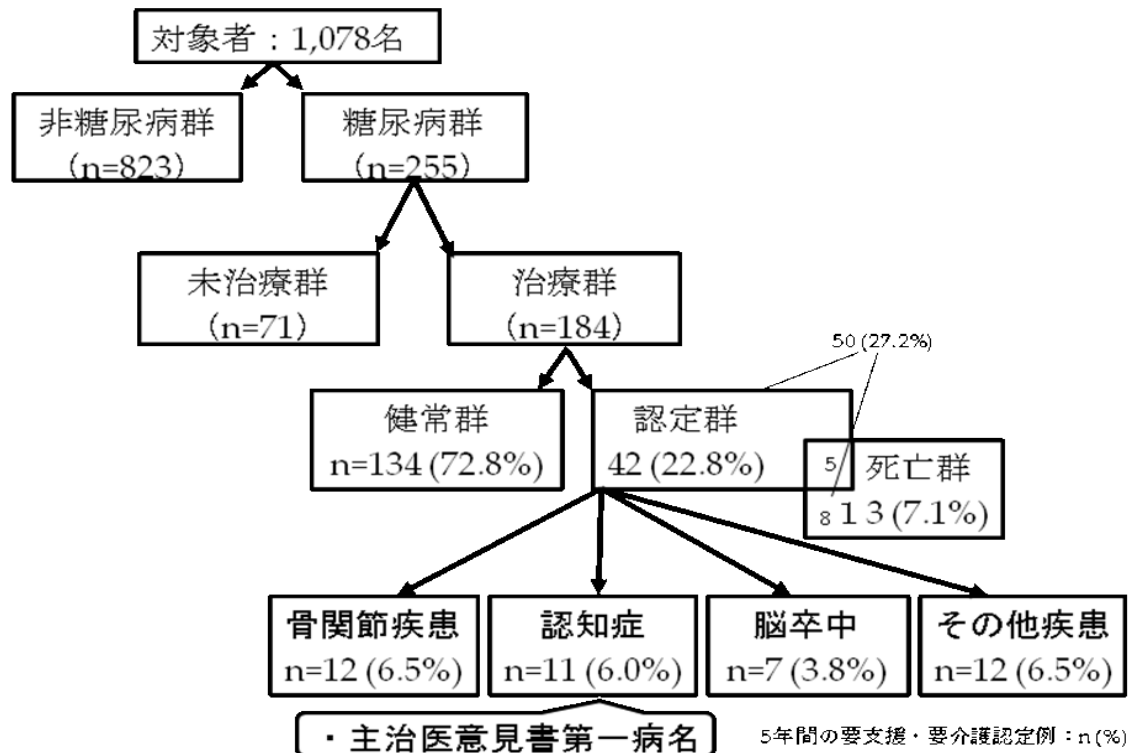 対象者：1,078名
非糖尿病群
(n=823)
糖尿病群
(n=255)
未治療群
(n=71)
治療群
(n=184)
50 (27.2%)
健常群
n=134 (72.8%)
認定群
42 (22.8%)
5
死亡群
8
１３(7.1%)
骨関節疾患
n=12 (6.5%)
認知症
n=11 (6.0%)
脳卒中
n=7 (3.8%)
その他疾患
n=12 (6.5%)
・主治医意見書第一病名
5年間の要支援・要介護認定例：n (%)